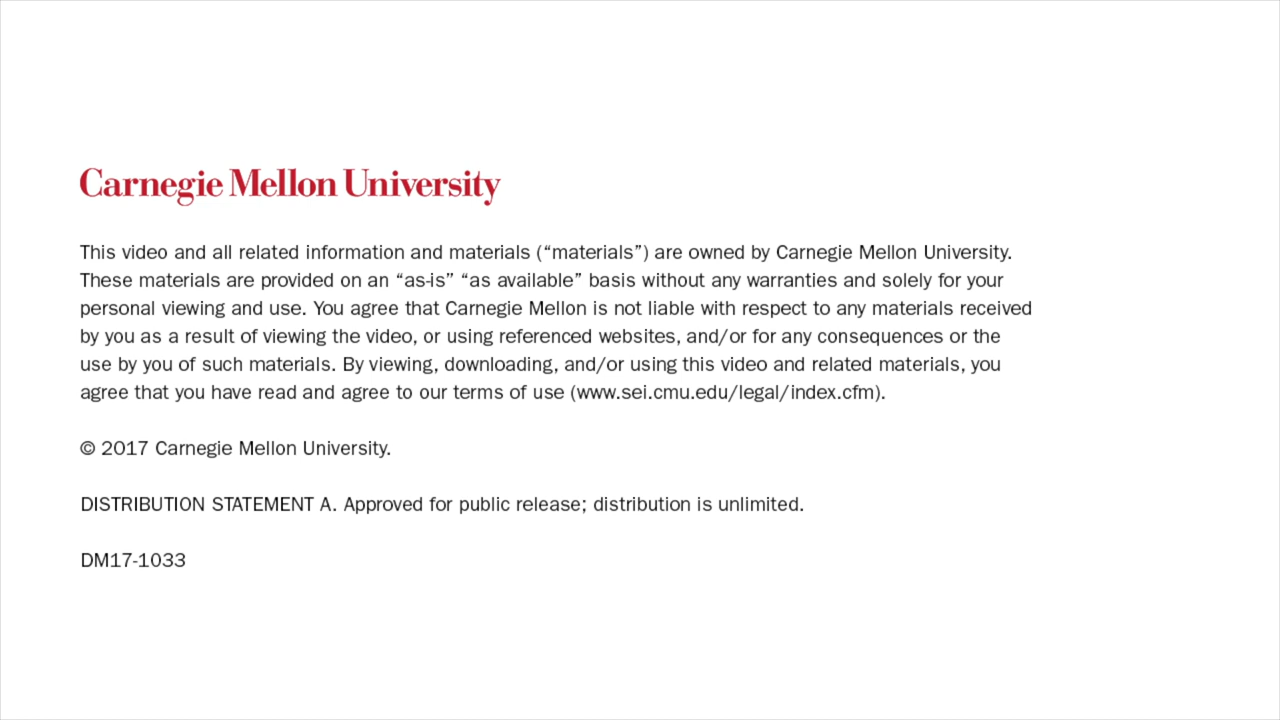 Carnegie Mellon University
This video and all related information and materials (“materials”) are owned by Carnegie Mellon University.
These materials are provided on an “as-is” “as available” basis without any warranties and solely for your
personal viewing and use. You agree that Carnegie Mellon is not liable with respect to any materials received
by you as a result of viewing the video, or using referenced websites, and/or for any consequences or the
use by you of such materials. By viewing, downloading, and/or using this video and related materials, you
agree that you have read and agree to our terms of use (www.sei.cmu.edu/legal/index.cfm).
© 2017 Carnegie Mellon University.
DISTRIBUTION STATEMENT A. Approved for public release; distribution is unlimited.
DM17-1033